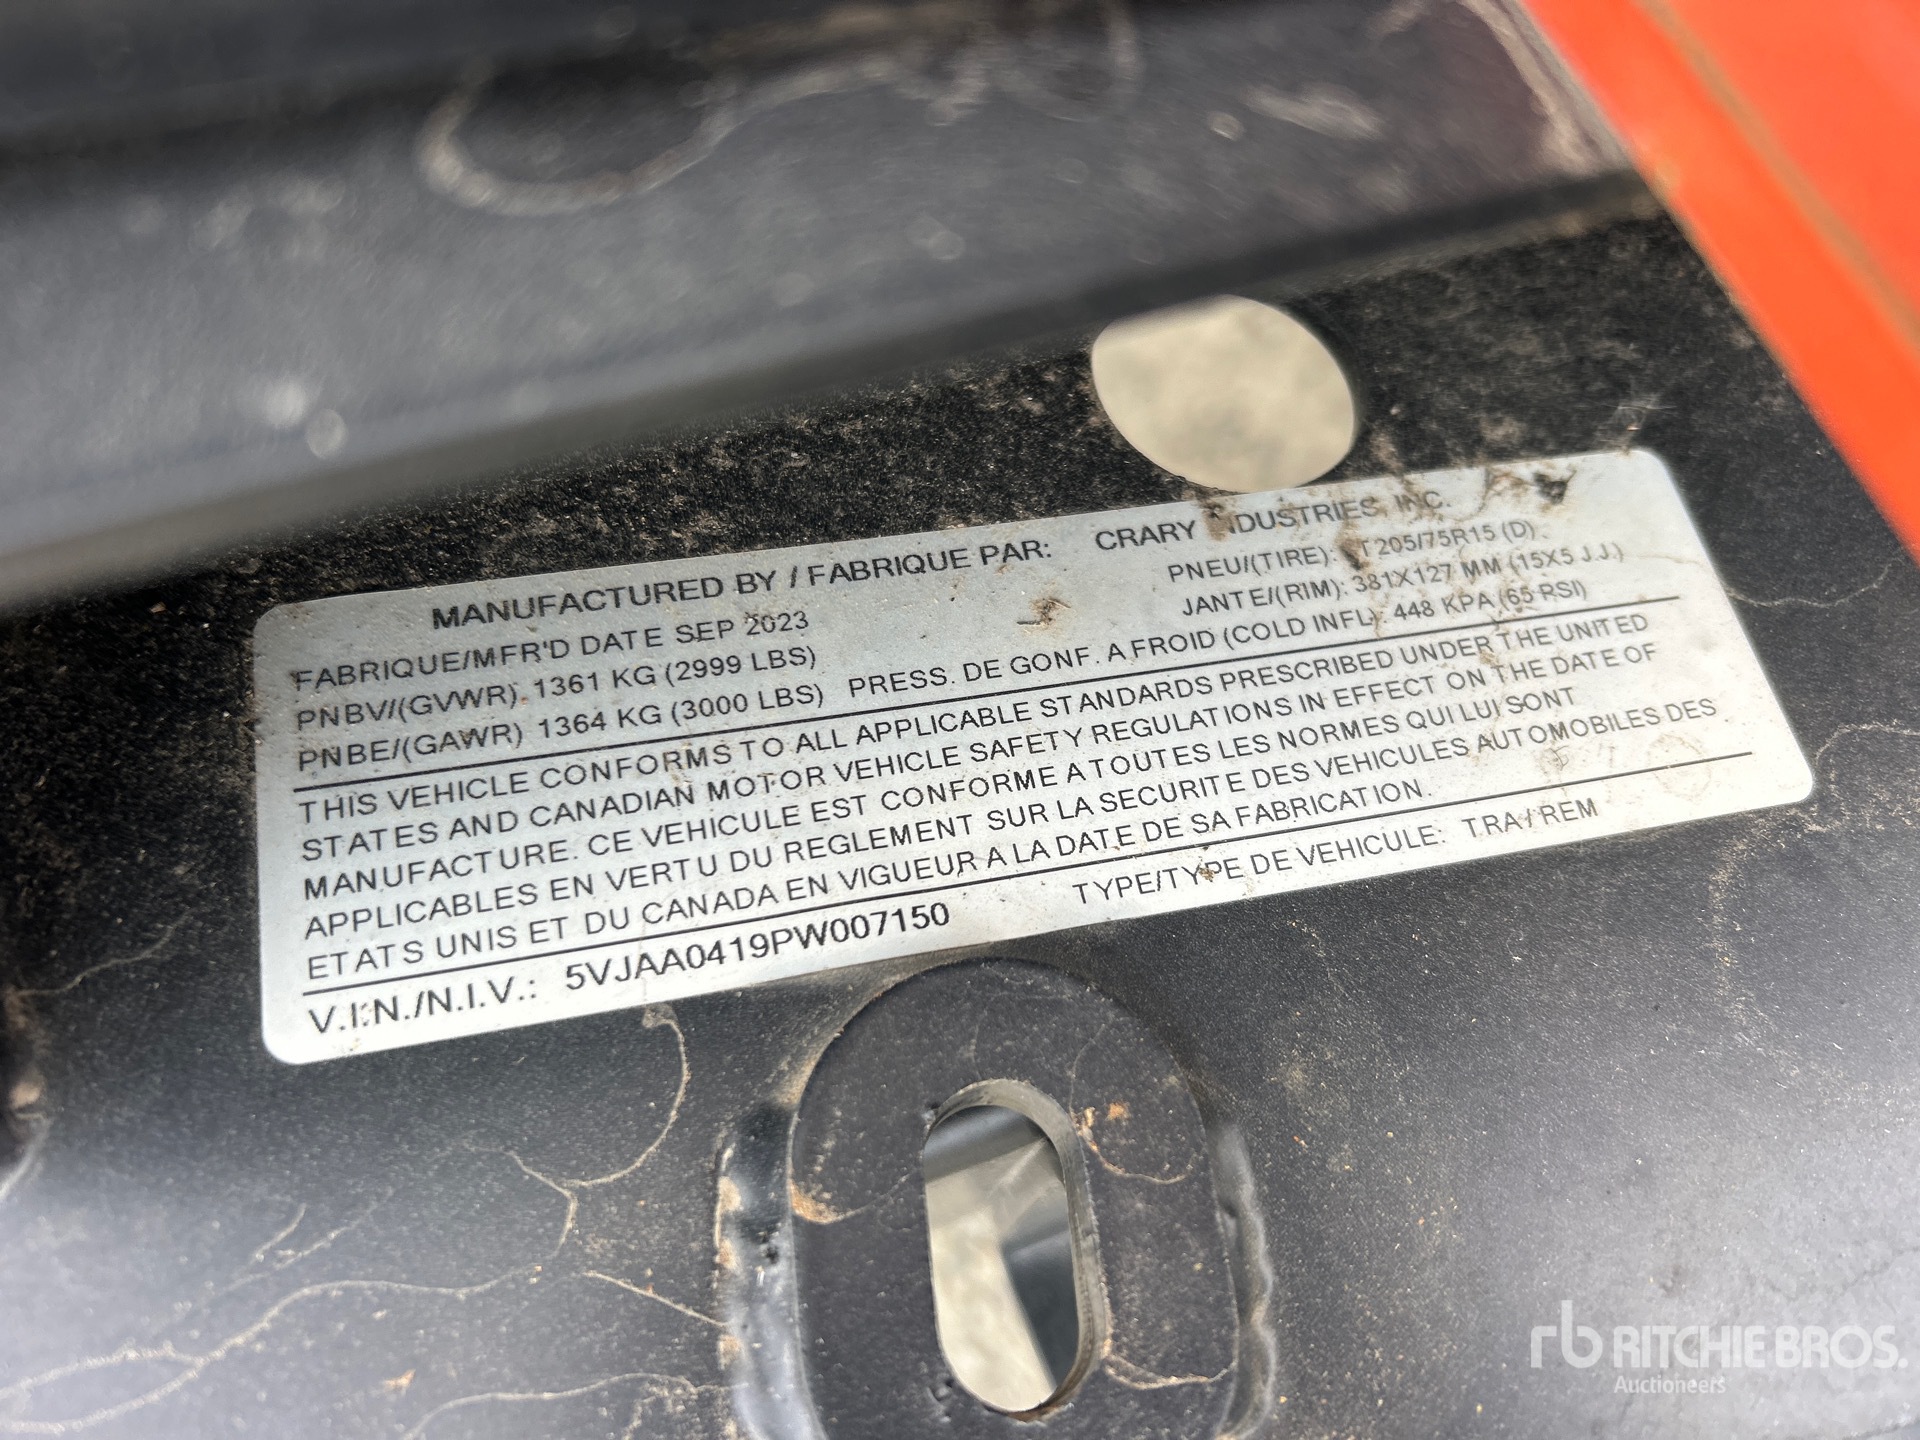 MANUFACTURED BY / FABRIQUE PAR: CRARY INDUSTRIES, INC.
FABRIQUE/MFR'D DATE SEP 2023 PNEU/(TIRE): ST205/75R15 (D)
PNBV/(GVWR). 1361 KG (2999 LBS) JANTE/(RIM): 381X127 MM (15X5 J.J.)
PNBE/(GAWR) 1364 KG (3000 LBS) PRESS. DE GONF. A FROID (COLD INFL). 448 KPA (65 RSI)
THIS VEHICLE CONFORMS TO ALL APPLICABLE STANDARDS PRESCRIBED UNDER THE UNITED
STATES AND CANADIAN MOTOR VEHICLE SAFETY REGULATIONS IN EFFECT ON THE DATE OF
MANUFACTURE. CE VEHICULE EST CONFORME A TOUTES LES NORMES QUI LUI SONT
APPLICABLES EN VERTU DU REGLEMENT SUR LA SECURITE DES VEHICULES AUTOMOBILES DES
ETATS UNIS ET DU CANADA EN VIGUEUR A LA DATE DE SA FABRICATION.
V.I.N./N.I.V.: 5VJAA0419PW007150 TYPE/TYPE DE VEHICULE: TRA / REM
rb RITCHIE BROS.
Auctioneers